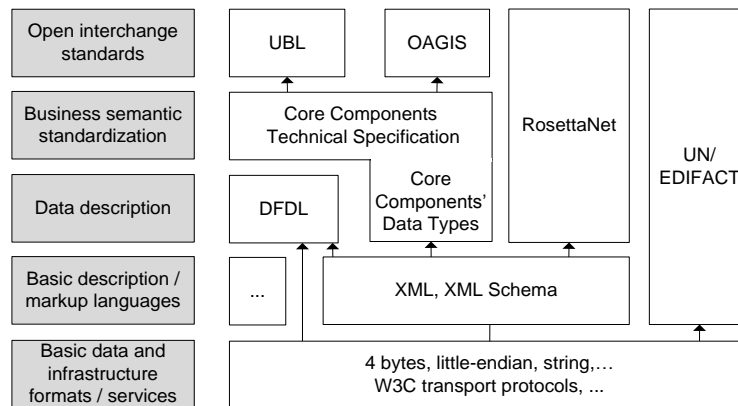 Open interchange
standards
UBL
OAGIS
Business semantic
standardization
Core Components
Technical Specification
RosettaNet
UN/
EDIFACT
Data description
DFDL
Core
Components'
Data Types
Basic description /
markup languages
...
XML, XML Schema
Basic data and
infrastructure
formats / services
4 bytes, little-endian, string,...
W3C transport protocols, ...